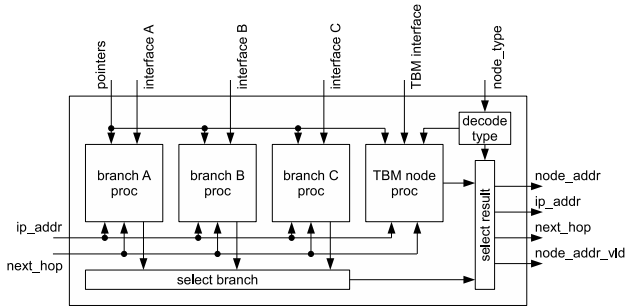 pointers
interface A
interface B
interface C
TBM interface
node_type
decode
type
branch A
proc
branch B
proc
branch C
proc
TBM node
proc
select result
node_addr
ip_addr
next_hop
node_addr_vld
ip_addr
next_hop
select branch